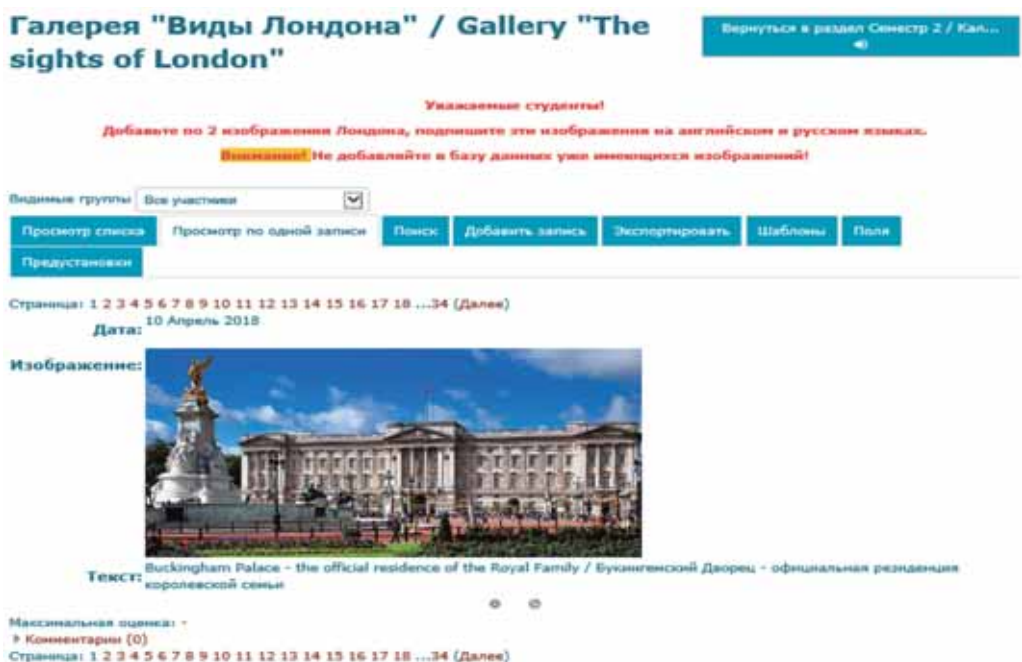 Галерея "Виды Лондона" / Gallery "The
sights of London"
Вернуться в раздел Семестр 2 / Кал...
Уважаемые студенты!
Добавьте по 2 изображения Лондона, подпишите эти изображения на английском и русском языках.
Внимание! Не добавляйте в базу данных уже имеющихся изображений!
Видимые группы Все участники
Просмотр списка Просмотр по одной записи Поиск Добавить запись Экспортировать Шаблоны Поля
Предустановки
Страница: 1 2 3 4 5 6 7 8 9 10 11 12 13 14 15 16 17 18 ...34 (Далее)
Дата: 10 Апрель 2018
Изображение:
Текст: Buckingham Palace - the official residence of the Royal Family / Букингемский Дворец - официальная резиденция
королевской семьи
Максимальная оценка: -
Комментарии (0)
Страница: 1 2 3 4 5 6 7 8 9 10 11 12 13 14 15 16 17 18 ...34 (Далее)